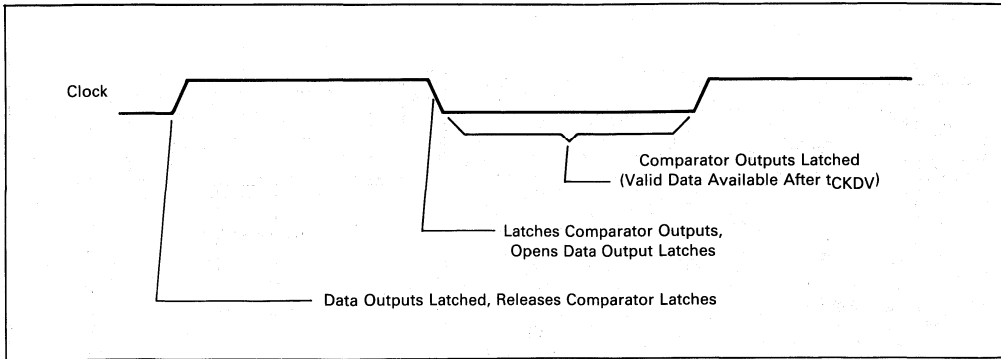 Clock
Comparator Outputs Latched
(Valid Data Available After tCKDV)
Latches Comparator Outputs,
Opens Data Output Latches
Data Outputs Latched, Releases Comparator Latches